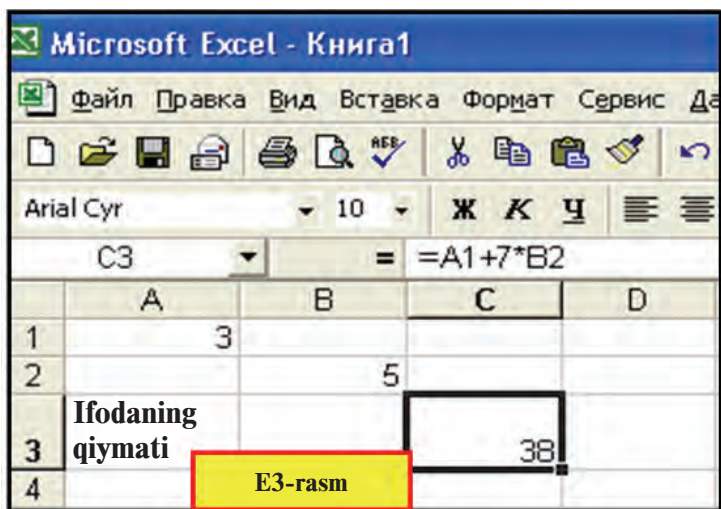 Microsoft Excel - Книга1
Файл Правка Вид Вставка Формат Сервис Да
Arial Cyr 10 Ж К Ч
C3 = =A1+7*B2
A B C D
1 3
2 5
3 Ifodaning qiymati 38
4
E3-rasm